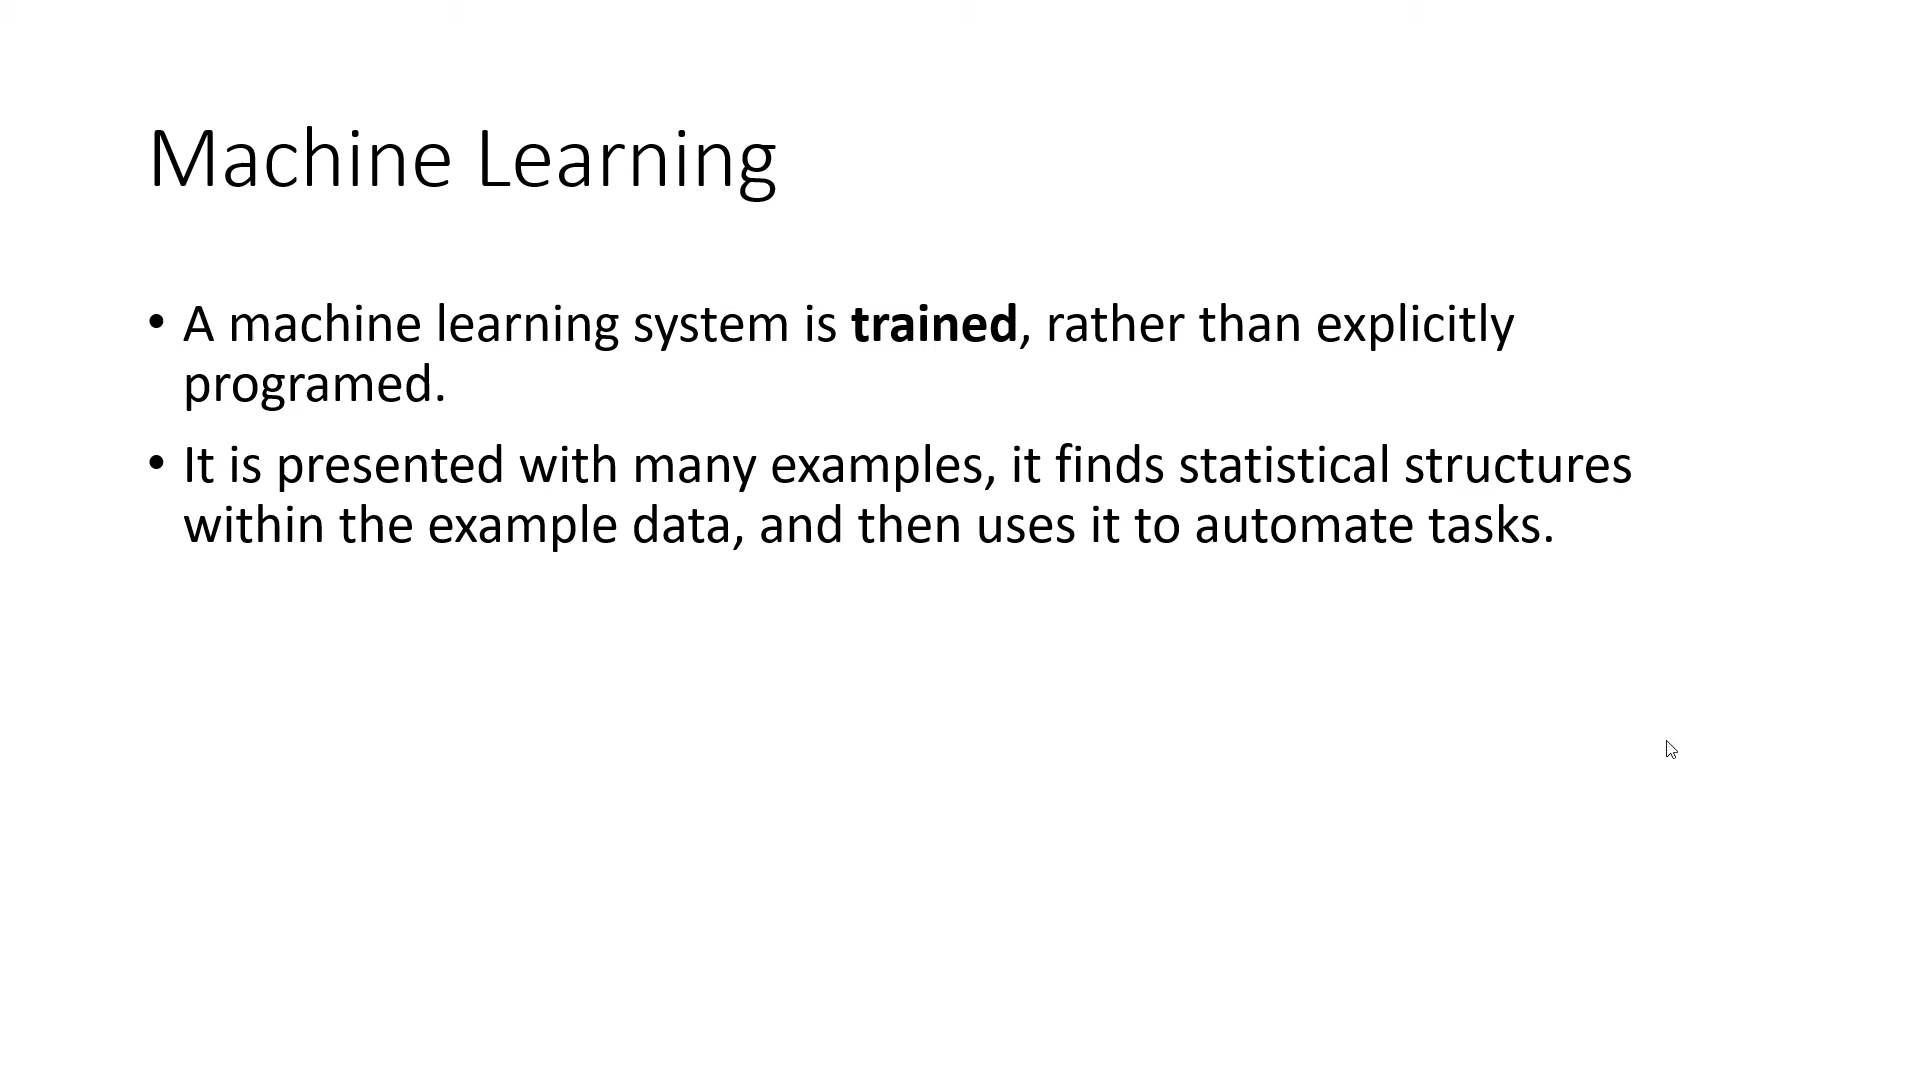 Machine Learning
• A machine learning system is trained, rather than explicitly
programed.
• It is presented with many examples, it finds statistical structures
within the example data, and then uses it to automate tasks.